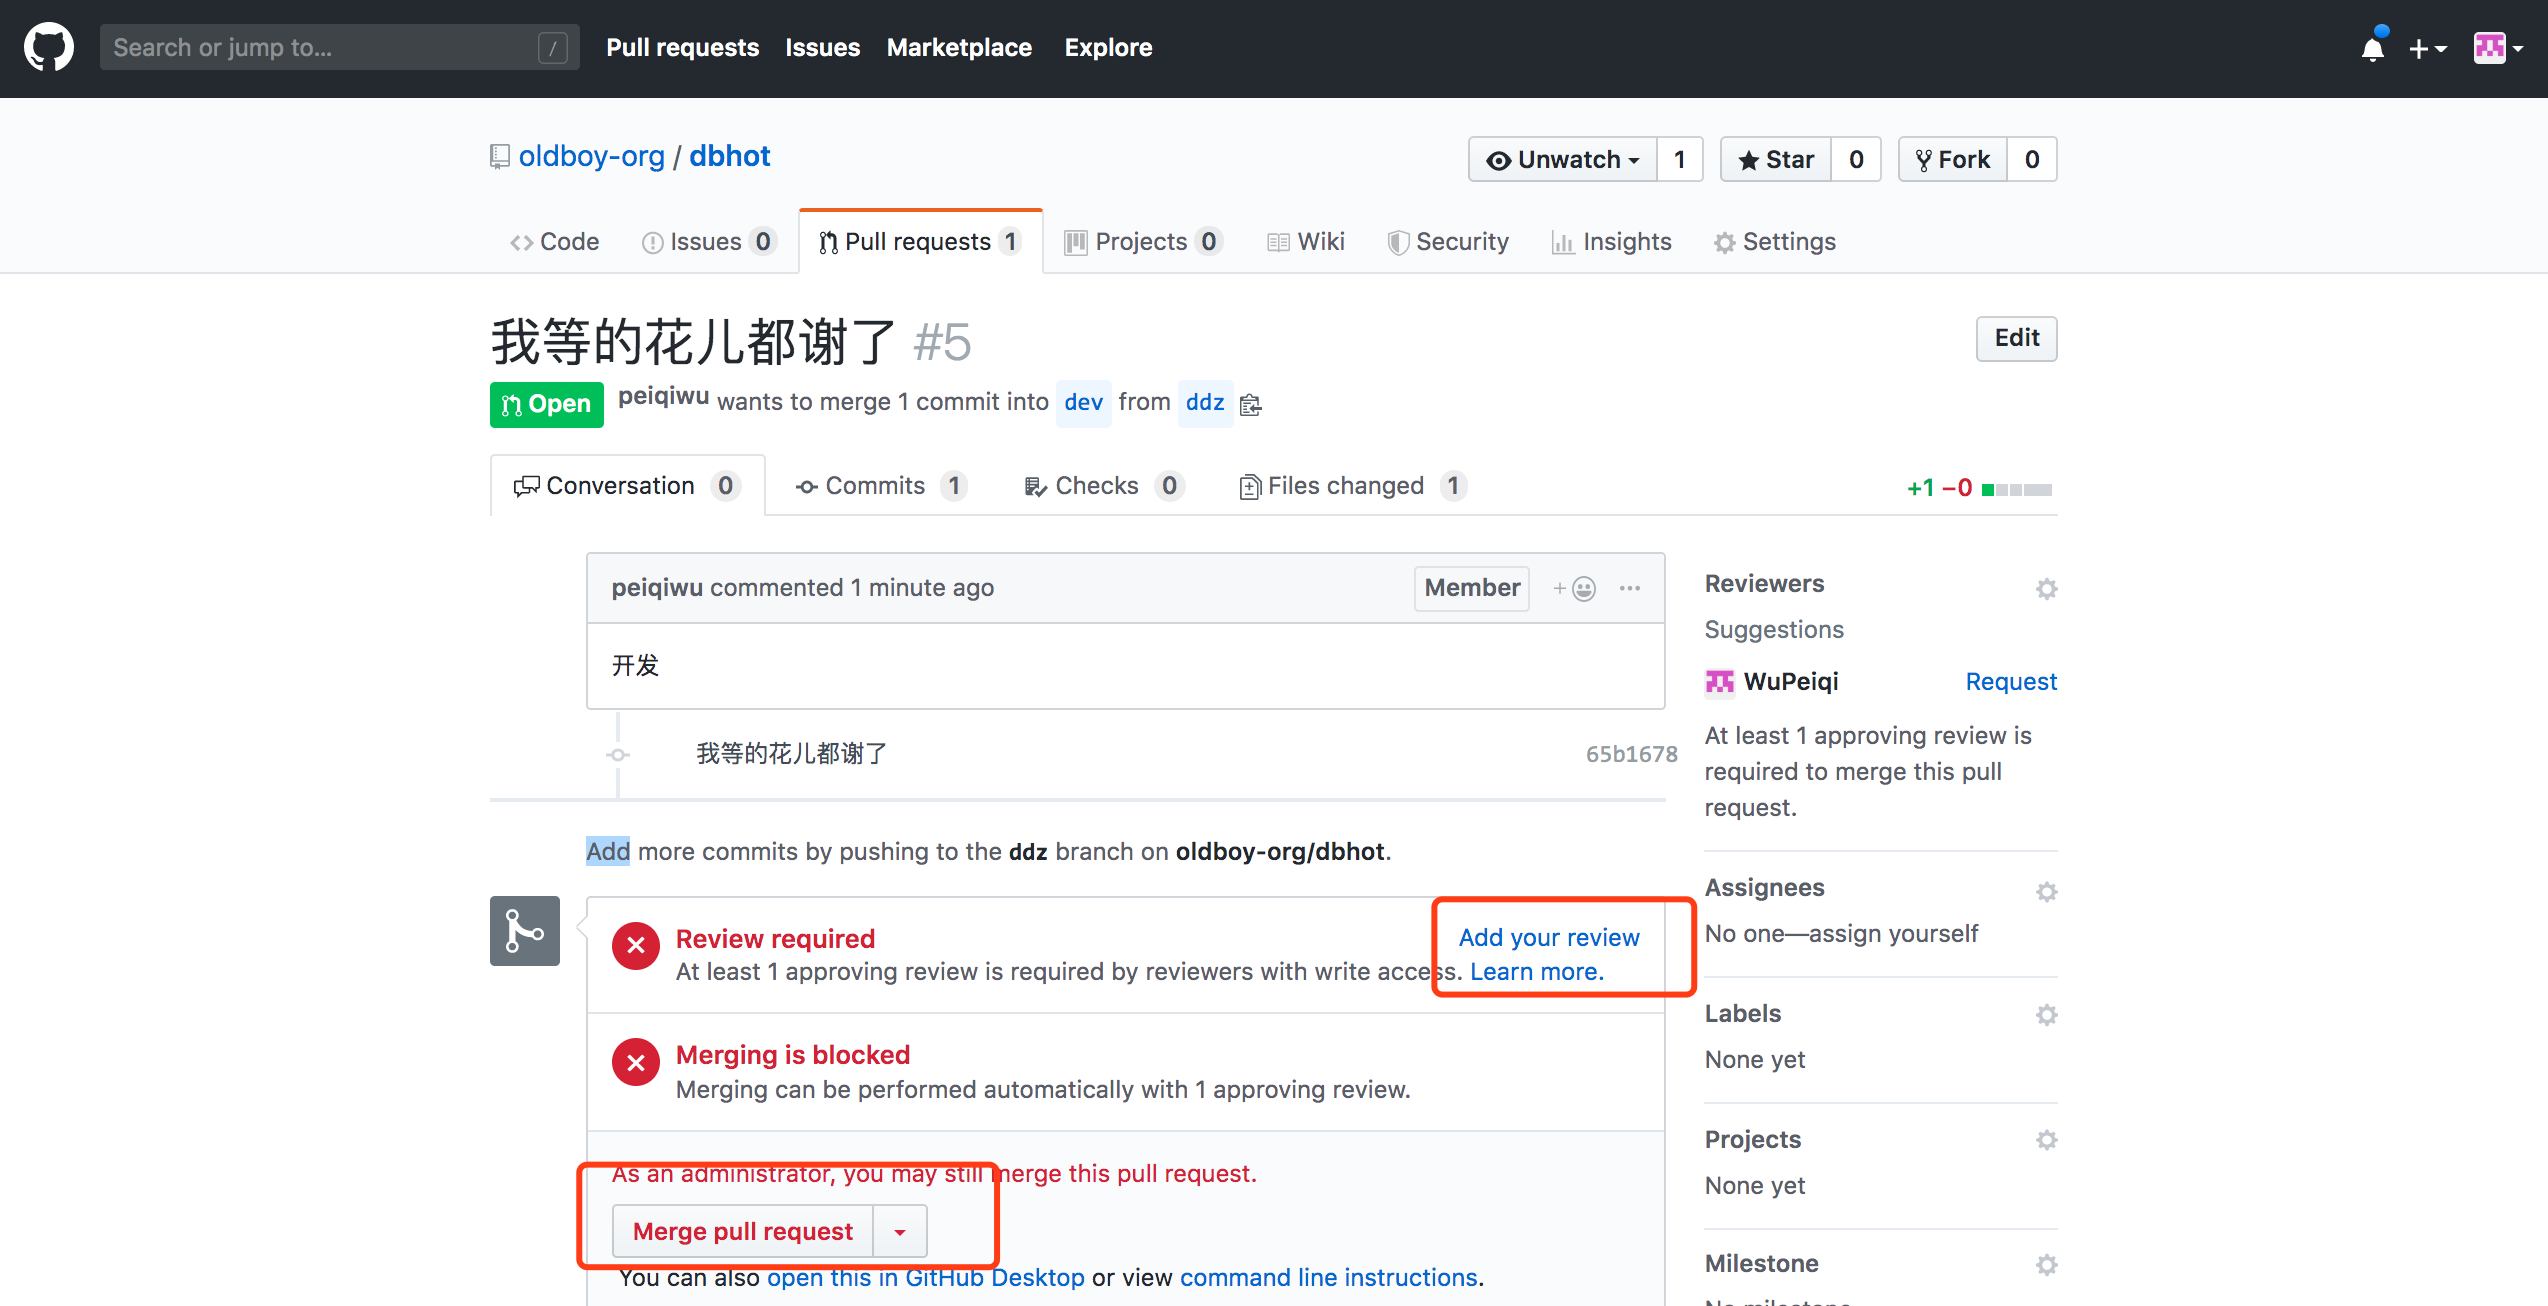 Search or jump to... /
Pull requests Issues Marketplace Explore
oldboy-org / dbhot
Unwatch 1 Star 0 Fork 0
Code Issues 0 Pull requests 1 Projects 0 Wiki Security Insights Settings
我等的花儿都谢了 #5
Edit
Open peiqiwu wants to merge 1 commit into dev from ddz
Conversation 0 Commits 1 Checks 0 Files changed 1 +1 −0
peiqiwu commented 1 minute ago Member
开发
我等的花儿都谢了 65b1678
Add more commits by pushing to the ddz branch on oldboy-org/dbhot.
Review required
Add your review
At least 1 approving review is required by reviewers with write access. Learn more.
Merging is blocked
Merging can be performed automatically with 1 approving review.
As an administrator, you may still merge this pull request.
Merge pull request
You can also open this in GitHub Desktop or view command line instructions.
Reviewers
Suggestions
WuPeiqi Request
At least 1 approving review is
required to merge this pull
request.
Assignees
No one—assign yourself
Labels
None yet
Projects
None yet
Milestone
No milestone